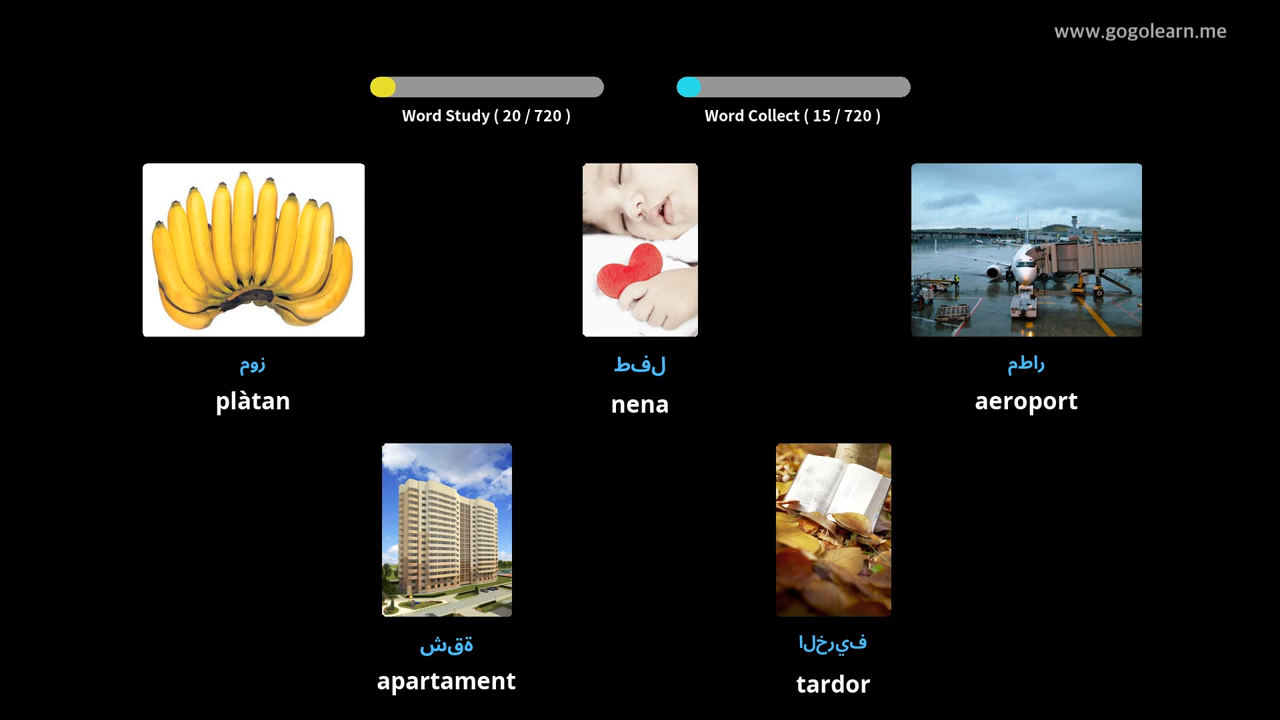 www.gogolearn.me
Word Study ( 20 / 720 )
Word Collect ( 15 / 720 )
موز
طفل
مطار
plàtan
nena
aeroport
شقة
الخريف
apartament
tardor